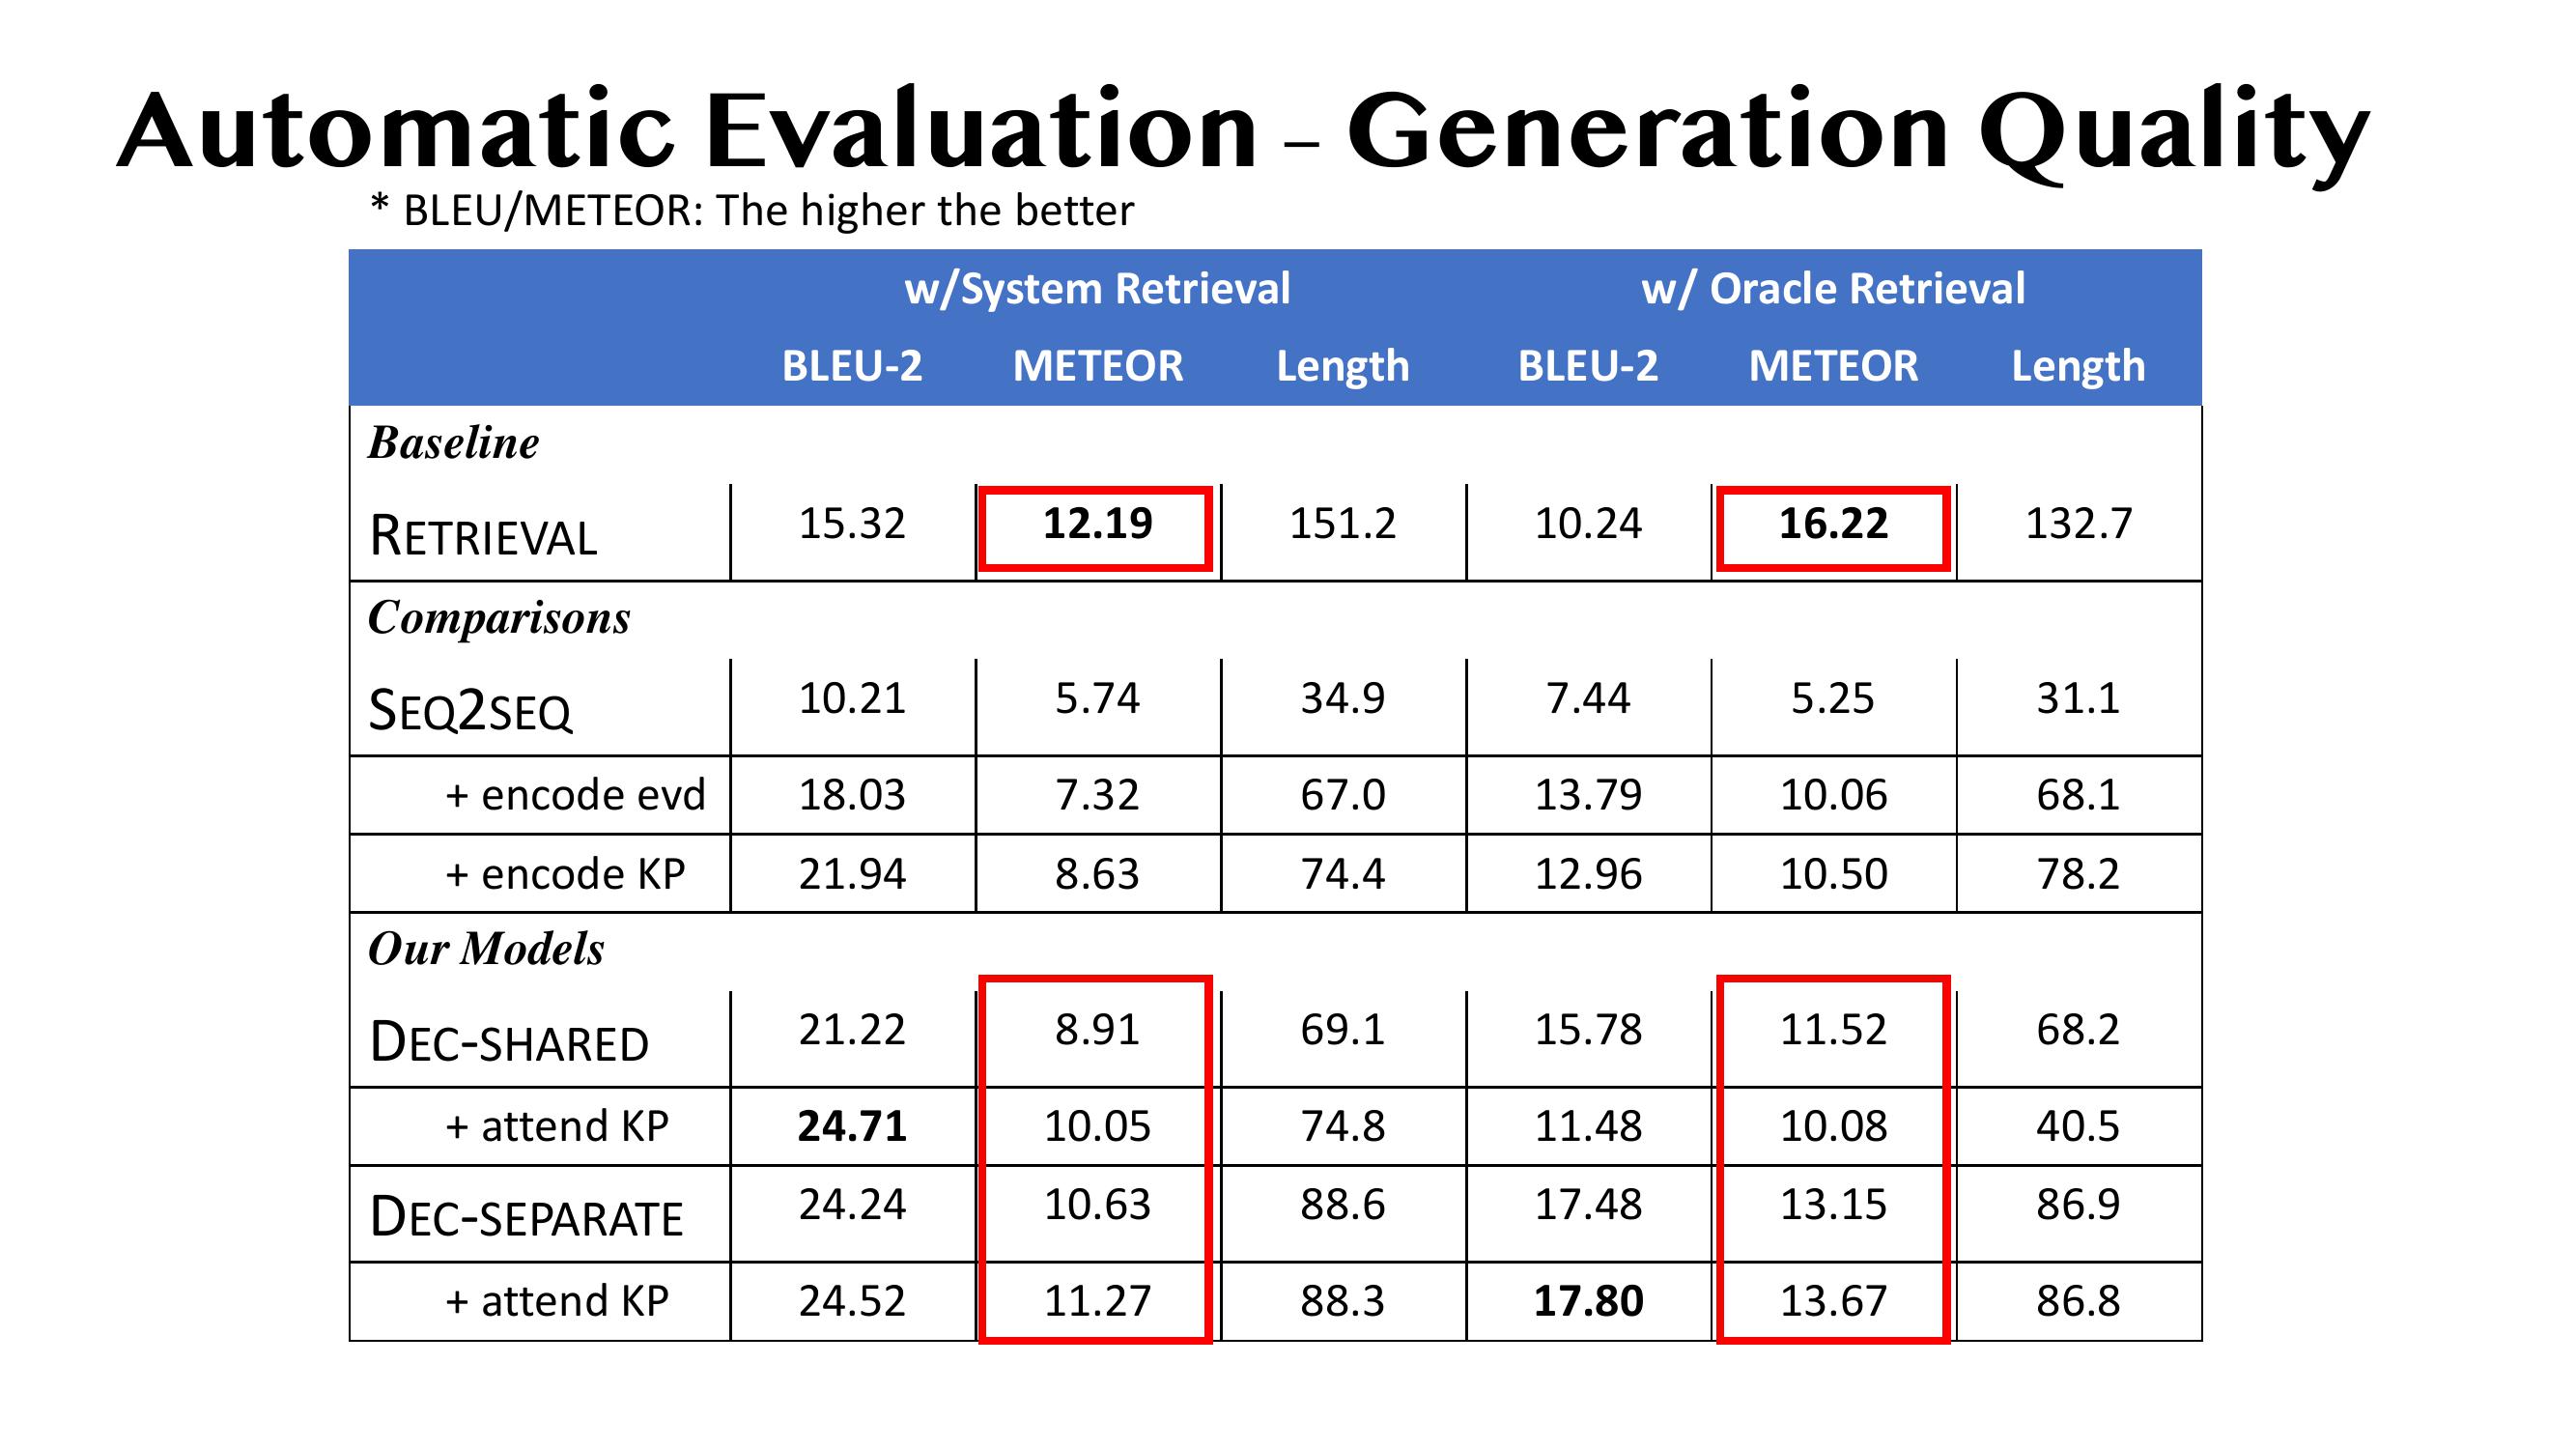 Automatic Evaluation – Generation Quality
* BLEU/METEOR: The higher the better
w/System Retrieval w/ Oracle Retrieval
BLEU-2 METEOR Length BLEU-2 METEOR Length
Baseline
RETRIEVAL 15.32 12.19 151.2 10.24 16.22 132.7
Comparisons
SEQ2SEQ 10.21 5.74 34.9 7.44 5.25 31.1
+ encode evd 18.03 7.32 67.0 13.79 10.06 68.1
+ encode KP 21.94 8.63 74.4 12.96 10.50 78.2
Our Models
DEC-SHARED 21.22 8.91 69.1 15.78 11.52 68.2
+ attend KP 24.71 10.05 74.8 11.48 10.08 40.5
DEC-SEPARATE 24.24 10.63 88.6 17.48 13.15 86.9
+ attend KP 24.52 11.27 88.3 17.80 13.67 86.8